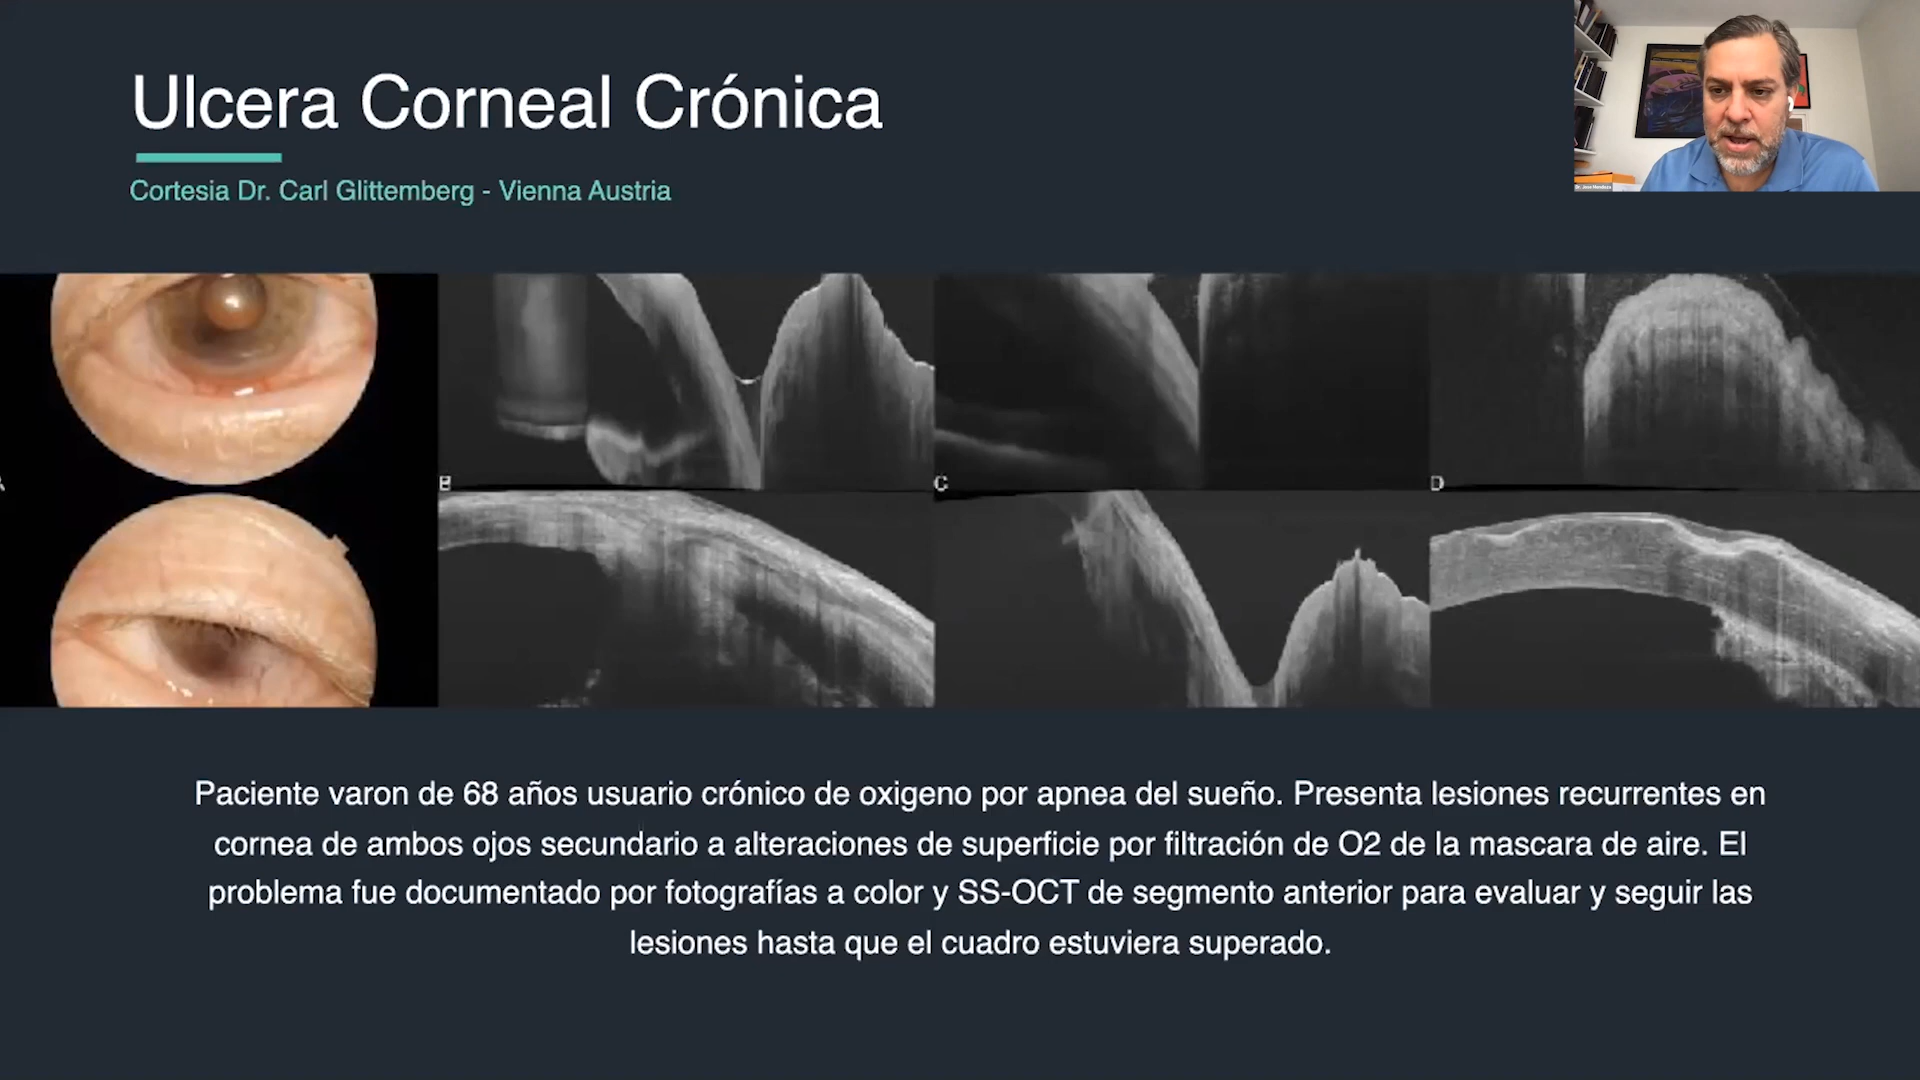 Ulcera Corneal Crónica
Cortesia Dr. Carl Glittemberg - Vienna Austria
Dr. Jose Mendoza
B
C
D
Paciente varon de 68 años usuario crónico de oxigeno por apnea del sueño. Presenta lesiones recurrentes en
cornea de ambos ojos secundario a alteraciones de superficie por filtración de O2 de la mascara de aire. El
problema fue documentado por fotografías a color y SS-OCT de segmento anterior para evaluar y seguir las
lesiones hasta que el cuadro estuviera superado.